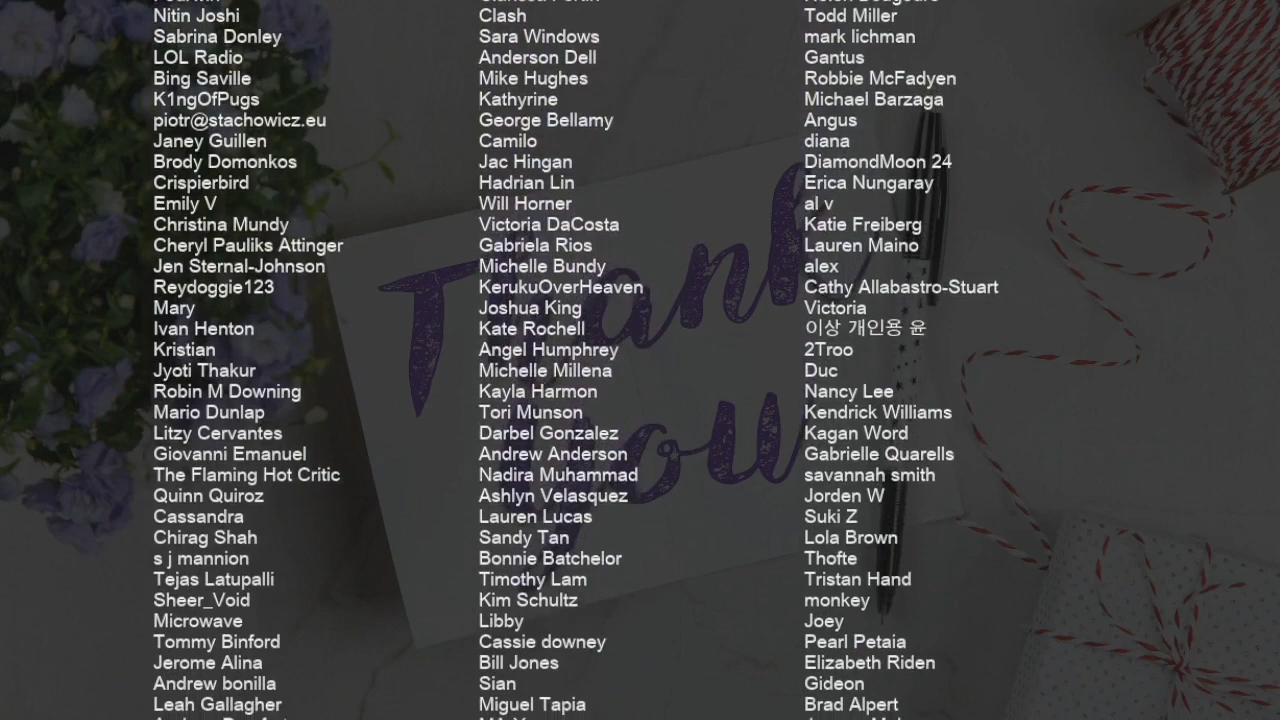 Nitin Joshi
Sabrina Donley
LOL Radio
Bing Saville
K1ngOfPugs
piotr@stachowicz.eu
Janey Guillen
Brody Domonkos
Crispierbird
Emily V
Christina Mundy
Cheryl Pauliks Attinger
Jen Sternal-Johnson
Reydoggie123
Mary
Ivan Henton
Kristian
Jyoti Thakur
Robin M Downing
Mario Dunlap
Litzy Cervantes
Giovanni Emanuel
The Flaming Hot Critic
Quinn Quiroz
Cassandra
Chirag Shah
s j mannion
Tejas Latupalli
Sheer_Void
Microwave
Tommy Binford
Jerome Alina
Andrew bonilla
Leah Gallagher
Clash
Sara Windows
Anderson Dell
Mike Hughes
Kathyrine
George Bellamy
Camilo
Jac Hingan
Hadrian Lin
Will Horner
Victoria DaCosta
Gabriela Rios
Michelle Bundy
KerukuOverHeaven
Joshua King
Kate Rochell
Angel Humphrey
Michelle Millena
Kayla Harmon
Tori Munson
Darbel Gonzalez
Andrew Anderson
Nadira Muhammad
Ashlyn Velasquez
Lauren Lucas
Sandy Tan
Bonnie Batchelor
Timothy Lam
Kim Schultz
Libby
Cassie downey
Bill Jones
Sian
Miguel Tapia
Todd Miller
mark lichman
Gantus
Robbie McFadyen
Michael Barzaga
Angus
diana
DiamondMoon 24
Erica Nungaray
al v
Katie Freiberg
Lauren Maino
alex
Cathy Allabastro-Stuart
Victoria
이상 개인용 윤
2Troo
Duc
Nancy Lee
Kendrick Williams
Kagan Word
Gabrielle Quarells
savannah smith
Jorden W
Suki Z
Lola Brown
Thofte
Tristan Hand
monkey
Joey
Pearl Petaia
Elizabeth Riden
Gideon
Brad Alpert
Thank
you